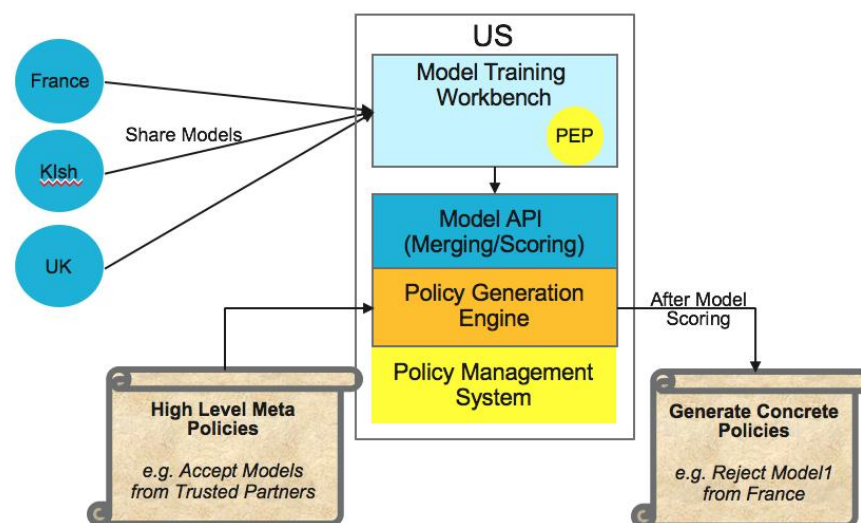 US
France
Share Models
KIsh
UK
Model Training
Workbench
PEP
Model API
(Merging/Scoring)
Policy Generation
Engine
Policy Management
System
After Model
Scoring
High Level Meta
Policies
e.g. Accept Models
from Trusted Partners
Generate Concrete
Policies
e.g. Reject Model1
from France